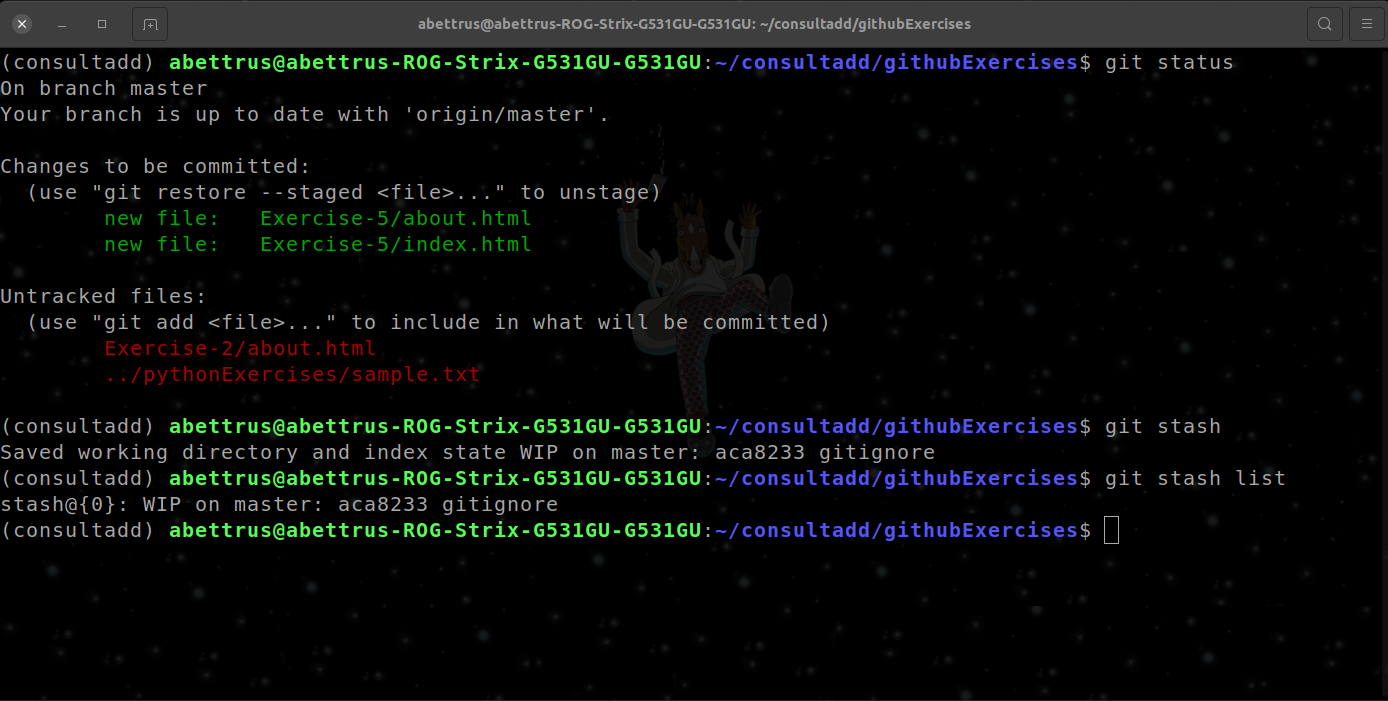 abettrus@abettrus-ROG-Strix-G531GU-G531GU: ~/consultadd/githubExercises
(consultadd) abettrus@abettrus-ROG-Strix-G531GU-G531GU:~/consultadd/githubExercises$ git status
On branch master
Your branch is up to date with 'origin/master'.

Changes to be committed:
  (use "git restore --staged <file>..." to unstage)
        new file:   Exercise-5/about.html
        new file:   Exercise-5/index.html

Untracked files:
  (use "git add <file>..." to include in what will be committed)
        Exercise-2/about.html
        ../pythonExercises/sample.txt

(consultadd) abettrus@abettrus-ROG-Strix-G531GU-G531GU:~/consultadd/githubExercises$ git stash
Saved working directory and index state WIP on master: aca8233 gitignore
(consultadd) abettrus@abettrus-ROG-Strix-G531GU-G531GU:~/consultadd/githubExercises$ git stash list
stash@{0}: WIP on master: aca8233 gitignore
(consultadd) abettrus@abettrus-ROG-Strix-G531GU-G531GU:~/consultadd/githubExercises$